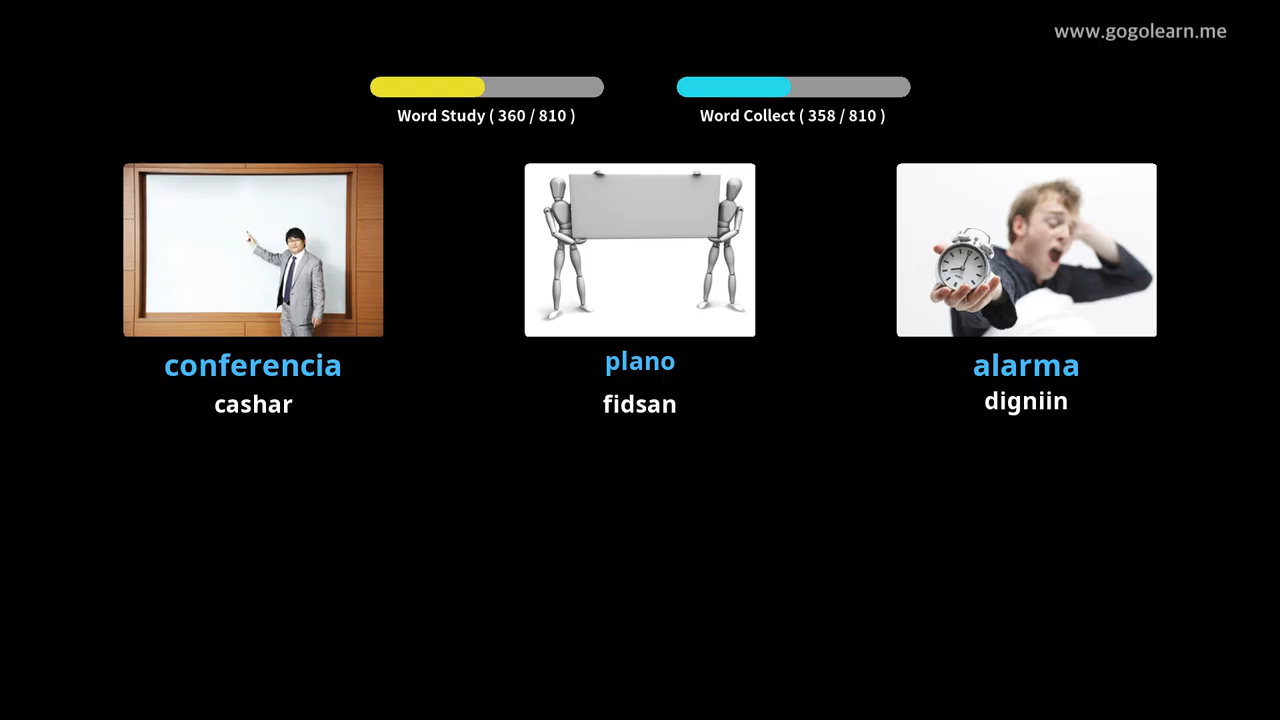 www.gogolearn.me
Word Study ( 360 / 810 )
Word Collect ( 358 / 810 )
conferencia
cashar
plano
fidsan
alarma
digniin